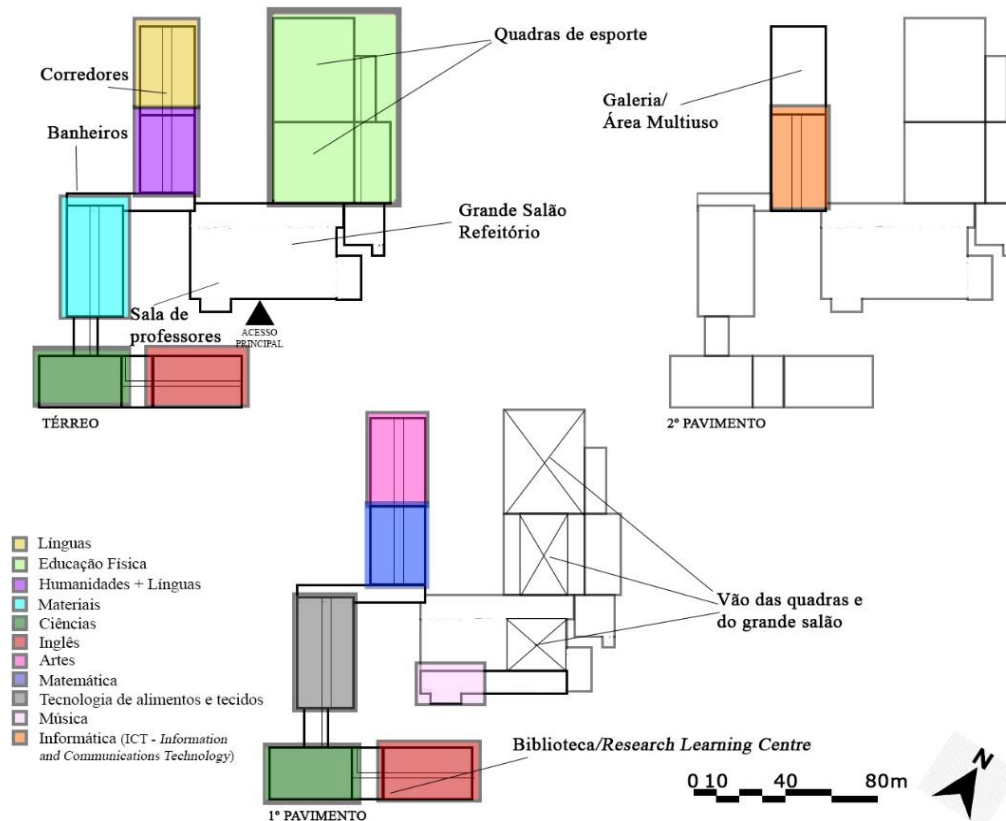 Quadras de esporte
Corredores
Banheiros
Grande Salão
Refeitório
Sala de
professores
ACESSO
PRINCIPAL
TÉRREO
Galeria/
Área Multiuso
2º PAVIMENTO
Línguas
Educação Física
Humanidades + Línguas
Materiais
Ciências
Inglês
Artes
Matemática
Tecnologia de alimentos e tecidos
Música
Informática (ICT - Information
and Communications Technology)
Vão das quadras e
do grande salão
Biblioteca/Research Learning Centre
1º PAVIMENTO
0 10 40 80m
N